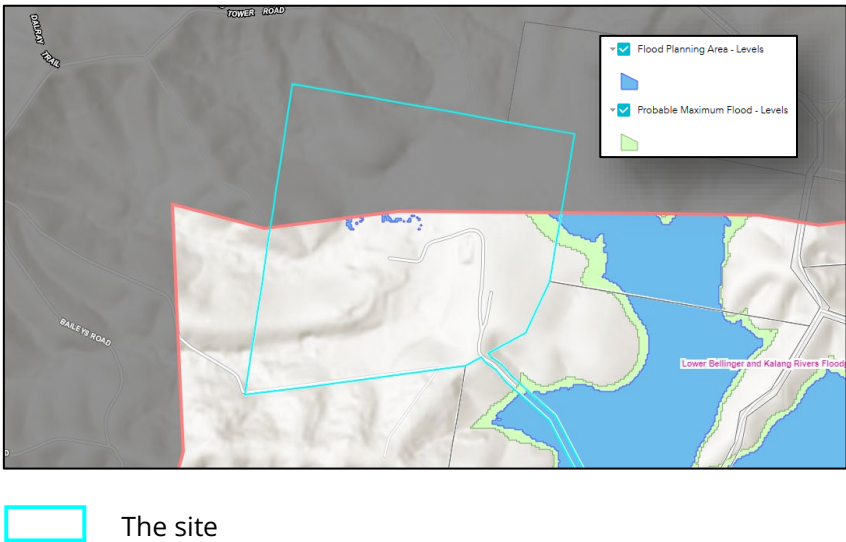 TOWER ROAD
DALRAY
TRAIL
Flood Planning Area - Levels
Probable Maximum Flood - Levels
BAILEYS ROAD
Lower Bellinger and Kalang Rivers Floodp
The site